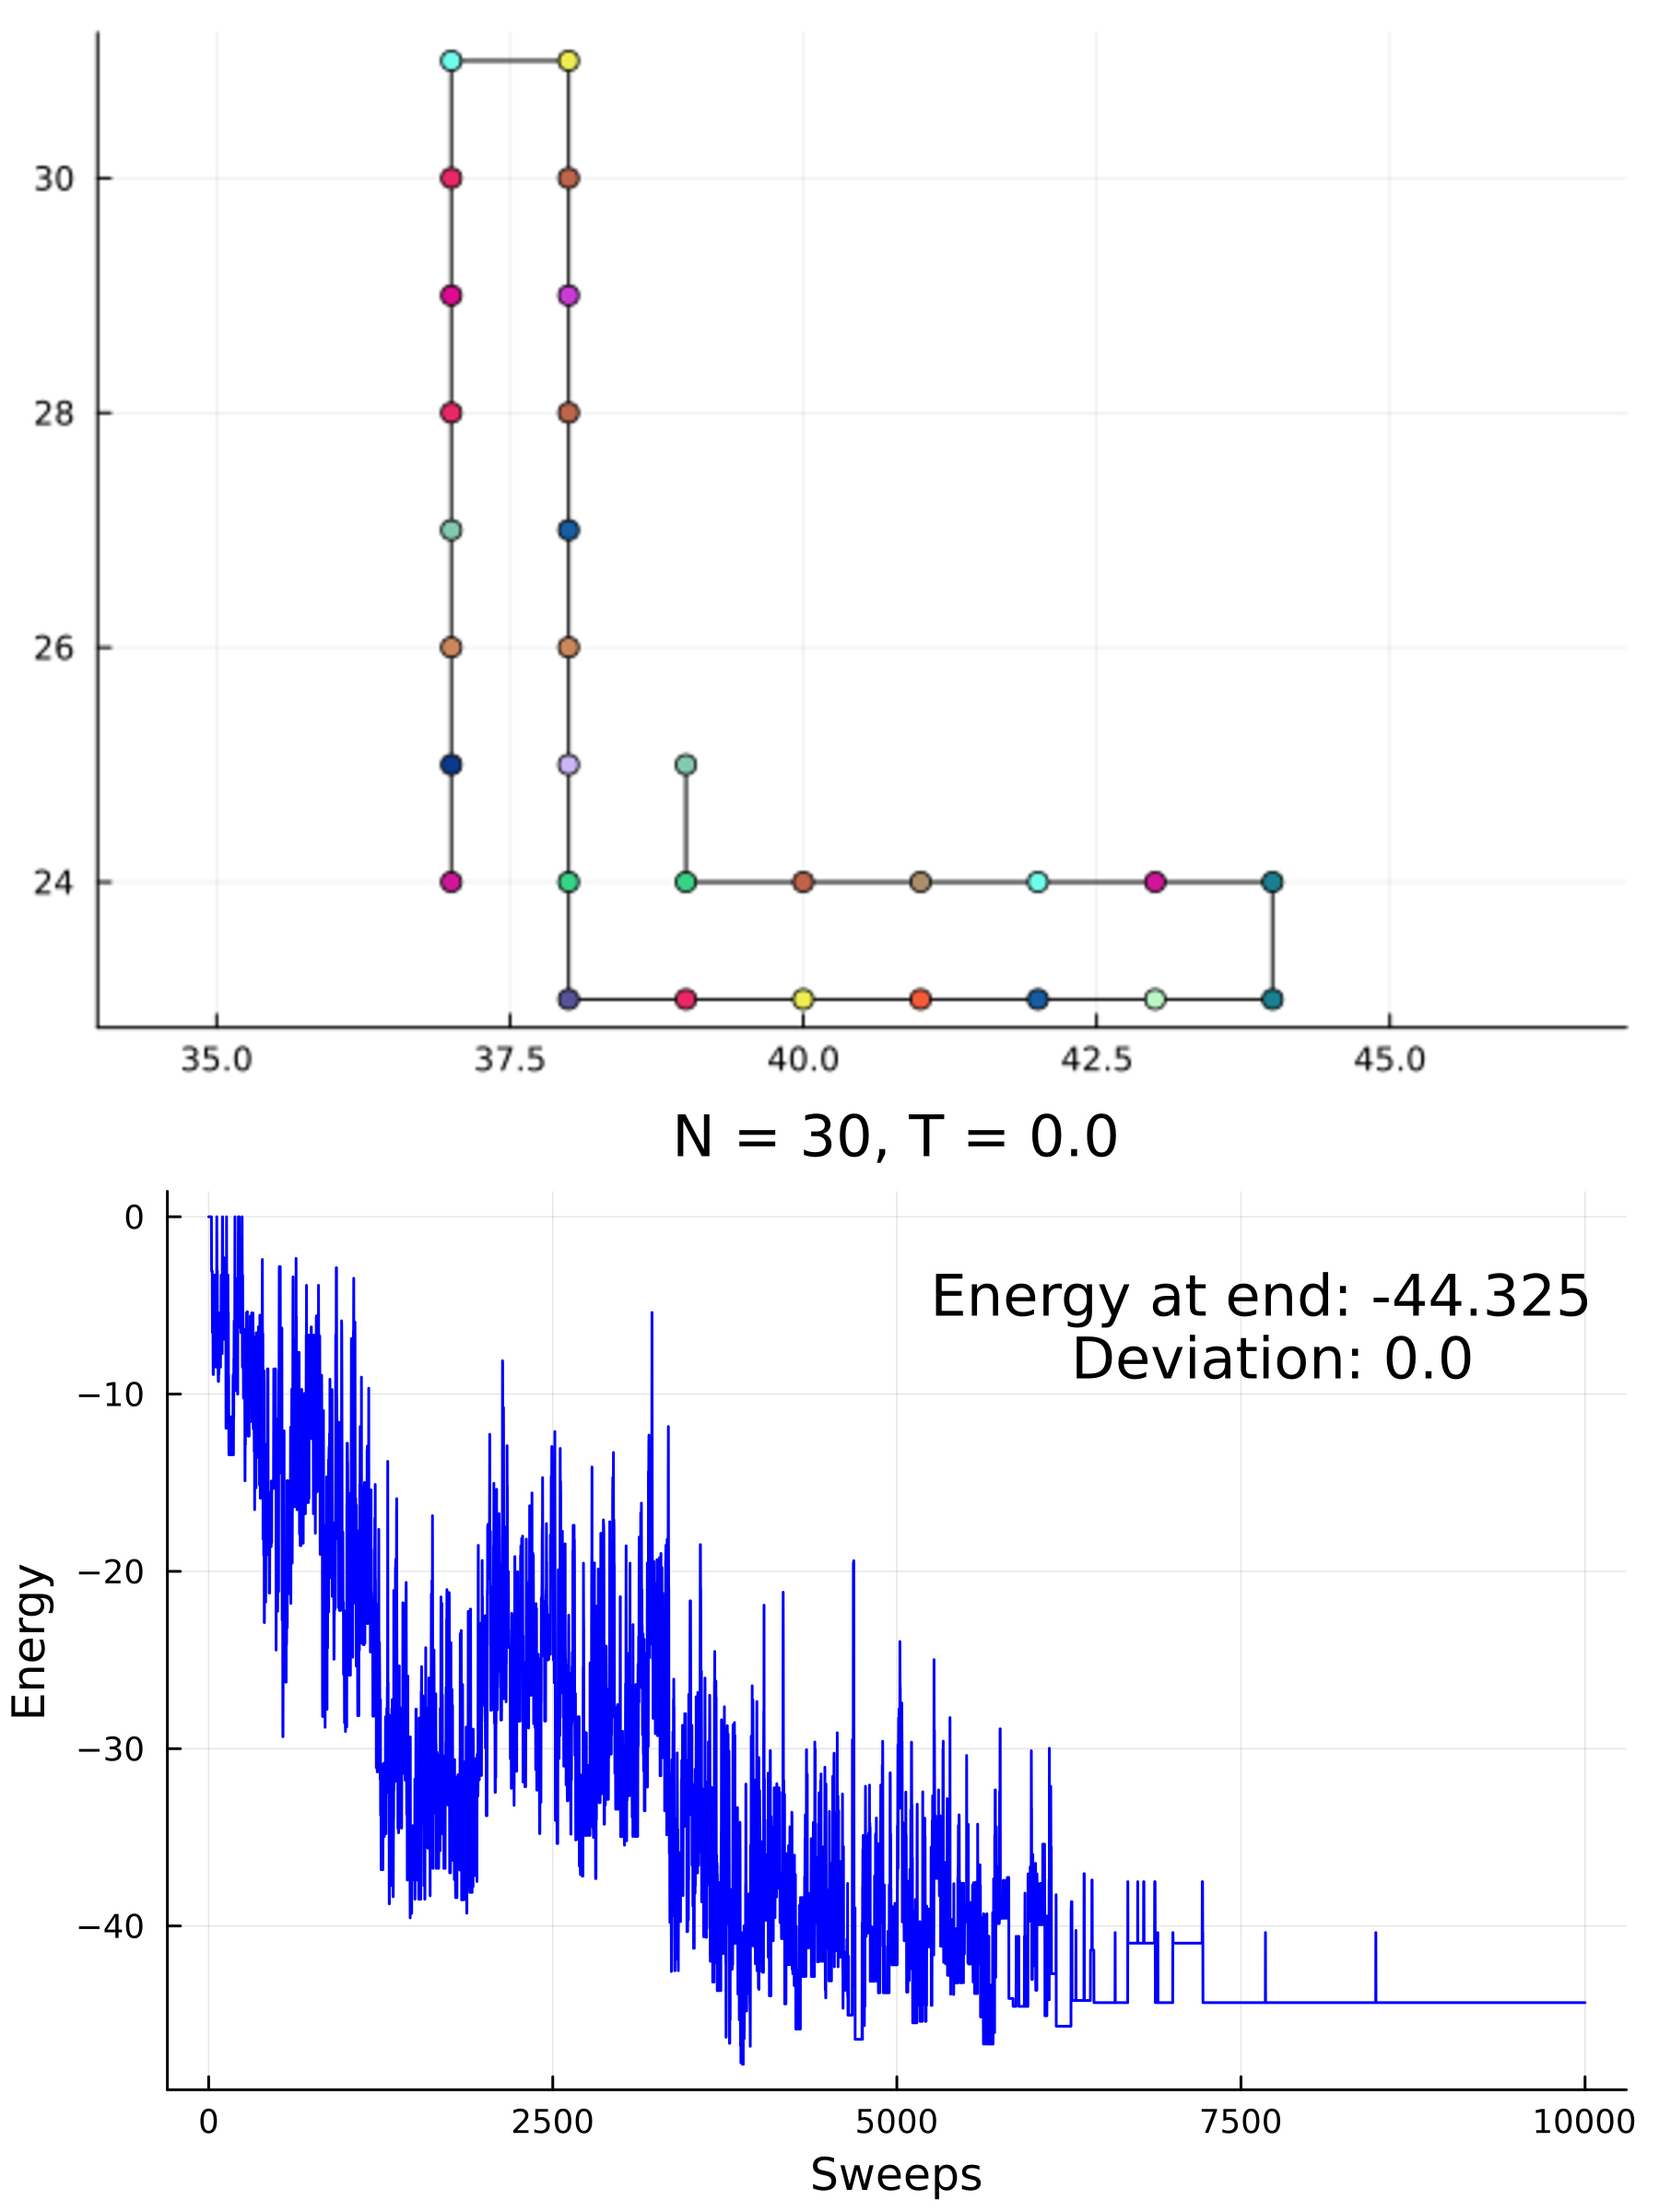 30
28
26
24
35.0 37.5 40.0 42.5 45.0
N = 30, T = 0.0
0
Energy at end: -44.325
Deviation: 0.0
−10
−20
−30
−40
Energy
0 2500 5000 7500 10000
Sweeps